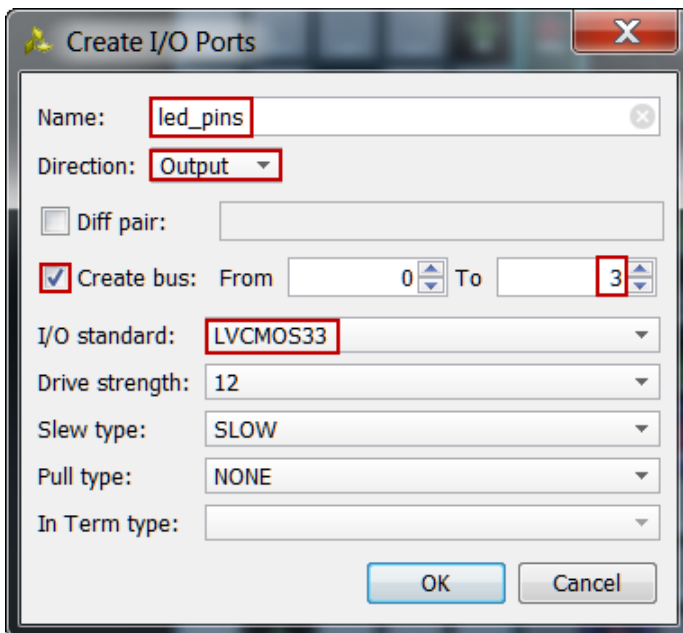 Create I/O Ports
Name: led_pins
Direction: Output
Diff pair:
Create bus: From 0 To 3
I/O standard: LVCMOS33
Drive strength: 12
Slew type: SLOW
Pull type: NONE
In Term type:
OK Cancel